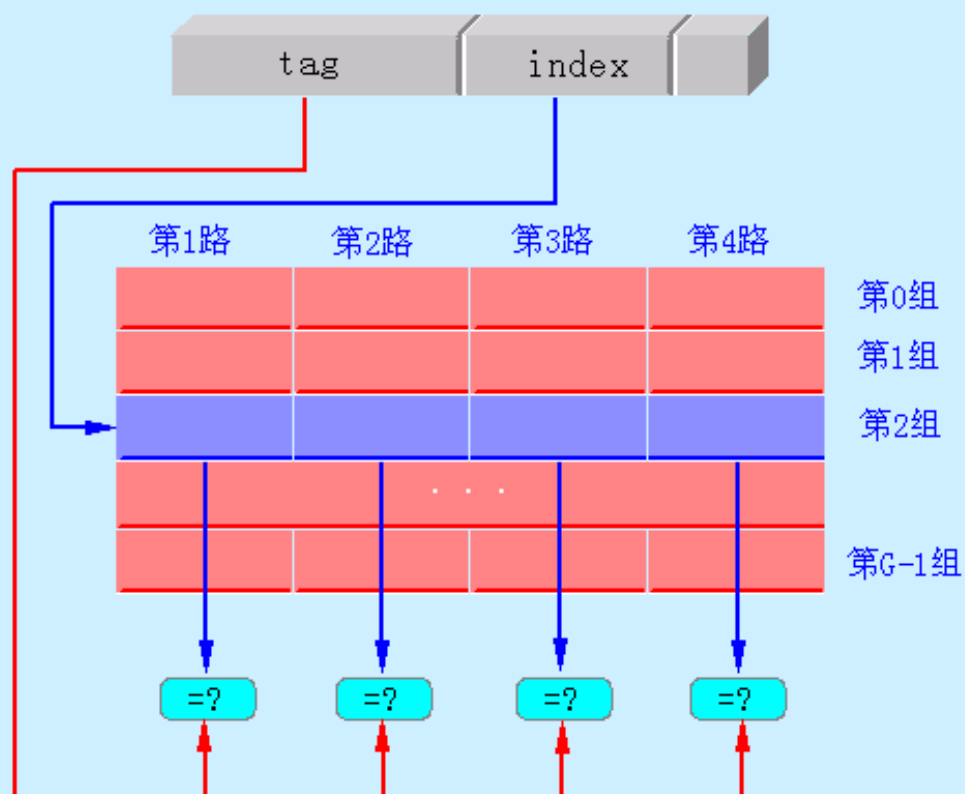 tag index
第1路 第2路 第3路 第4路
第0组
第1组
第2组
. . .
第G-1组
=? =? =? =?